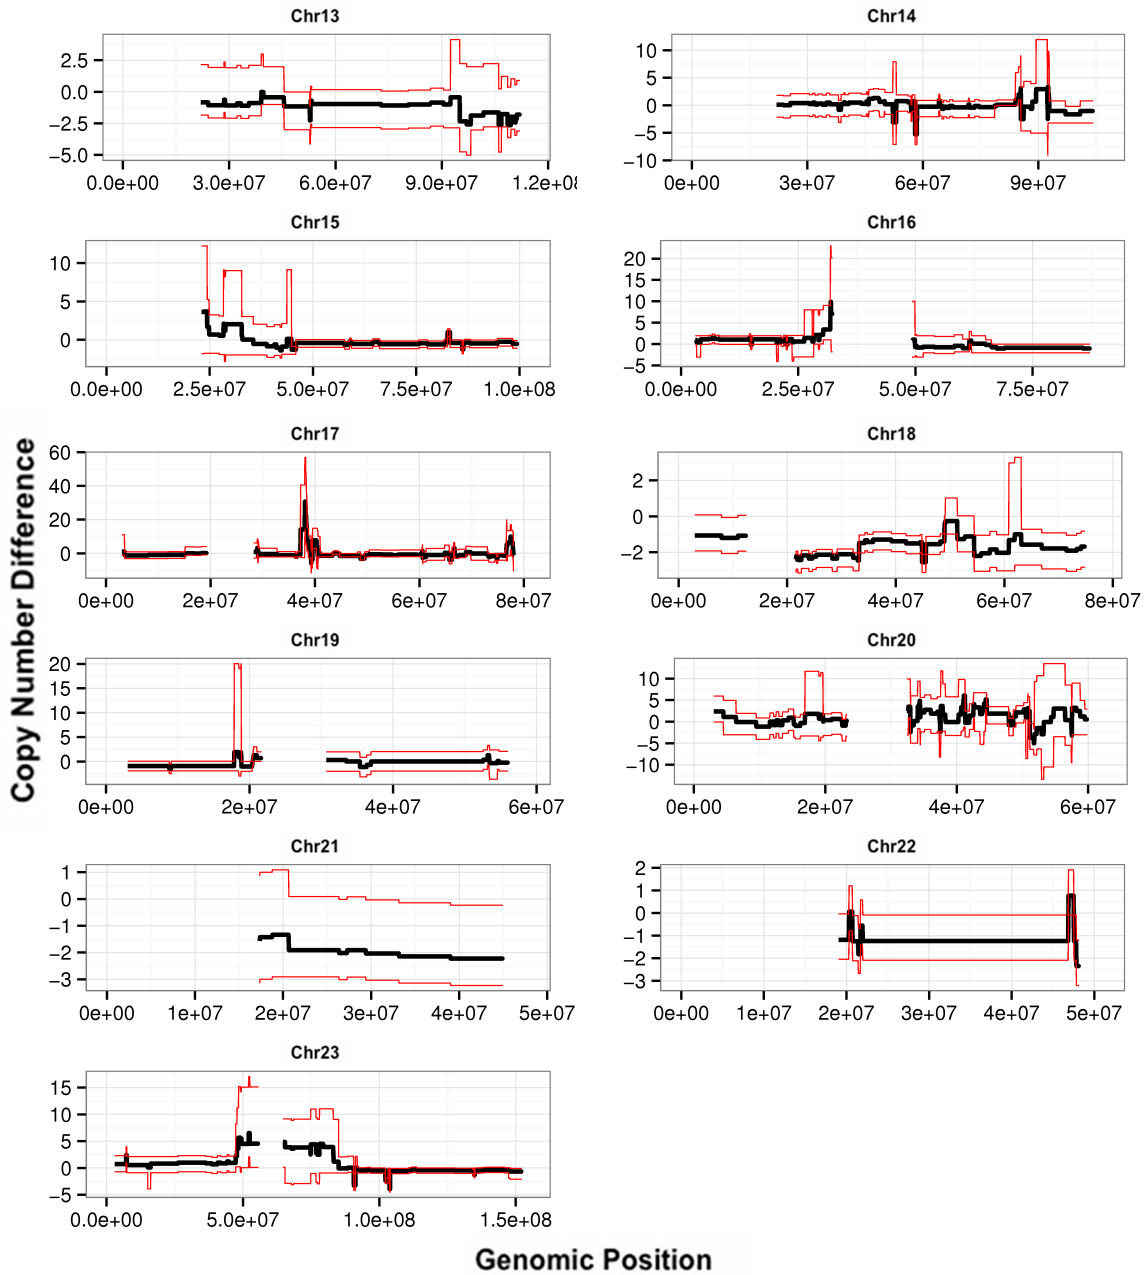 Chr13
2.5
0.0
−2.5
−5.0
0.0e+00 3.0e+07 6.0e+07 9.0e+07 1.2e+0
Chr14
10
5
0
−5
−10
0e+00 3e+07 6e+07 9e+07
Chr15
10
5
0
0.0e+00 2.5e+07 5.0e+07 7.5e+07 1.0e+08
Chr16
20
15
10
5
0
−5
0.0e+00 2.5e+07 5.0e+07 7.5e+07
Copy Number Difference
Chr17
60
40
20
0
0e+00 2e+07 4e+07 6e+07 8e+07
Chr18
2
0
−2
0e+00 2e+07 4e+07 6e+07 8e+07
Chr19
20
15
10
5
0
0e+00 2e+07 4e+07 6e+07
Chr20
10
5
0
−5
−10
0e+00 2e+07 4e+07 6e+07
Chr21
1
0
−1
−2
−3
0e+00 1e+07 2e+07 3e+07 4e+07 5e+07
Chr22
2
1
0
−1
−2
−3
0e+00 1e+07 2e+07 3e+07 4e+07 5e+07
Chr23
15
10
5
0
−5
0.0e+00 5.0e+07 1.0e+08 1.5e+08
Genomic Position